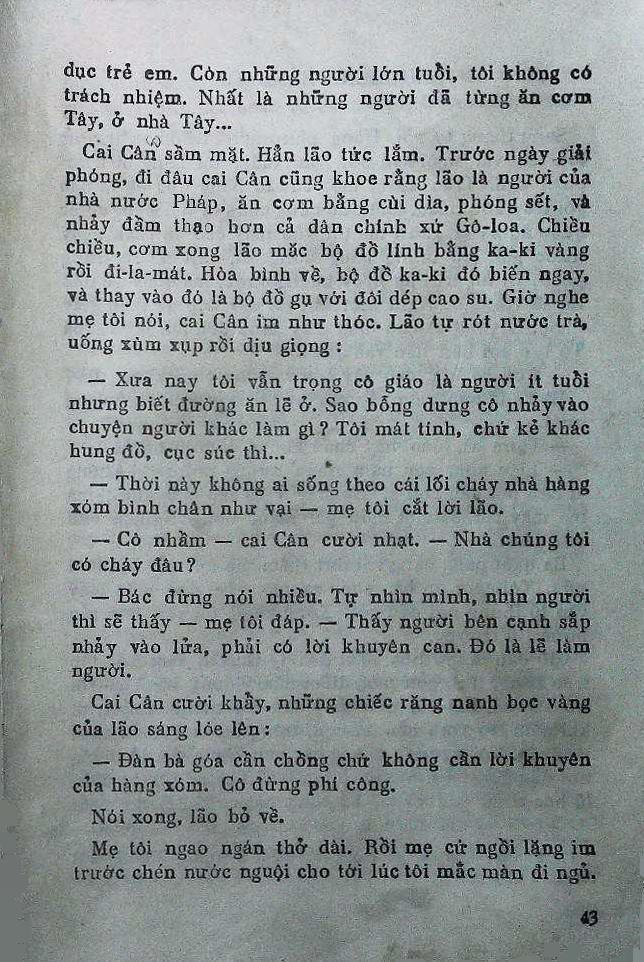 dục trẻ em. Còn những người lớn tuổi, tôi không có
trách nhiệm. Nhất là những người đã từng ăn cơm
Tây, ở nhà Tây...
Cai Cân sầm mặt. Hẳn lão tức lắm. Trước ngày giải
phóng, đi đâu cai Cân cũng khoe rằng lão là người của
nhà nước Pháp, ăn cơm bằng cùi dìa, phóng sết, và
nhảy đầm thạo hơn cả dân chính xứ Gô-loa. Chiều
chiều, cơm xong lão mặc bộ đồ lính bằng ka-ki vàng
rồi đi-la-mát. Hòa bình về, bộ đồ ka-ki đó biến ngay,
và thay vào đó là bộ đồ gụ với đôi dép cao su. Giờ nghe
mẹ tôi nói, cai Cân im như thóc. Lão tự rót nước trà,
uống xùm xụp rồi dịu giọng :
— Xưa nay tôi vẫn trọng cô giáo là người ít tuổi
nhưng biết đường ăn lẽ ở. Sao bỗng dưng cô nhảy vào
chuyện người khác làm gì ? Tôi mát tính, chứ kẻ khác
hung đồ, cục súc thì...
— Thời này không ai sống theo cái lối cháy nhà hàng
xóm bình chân như vại — mẹ tôi cắt lời lão.
— Cô nhầm — cai Cân cười nhạt. — Nhà chúng tôi
có cháy đâu ?
— Bác đừng nói nhiều. Tự nhìn mình, nhìn người
thì sẽ thấy — mẹ tôi đáp. — Thấy người bên cạnh sắp
nhảy vào lửa, phải có lời khuyên can. Đó là lẽ làm
người.
Cai Cân cười khẩy, những chiếc răng nanh bọc vàng
của lão sáng lóe lên :
— Đàn bà góa cần chồng chứ không cần lời khuyên
của hàng xóm. Cô đừng phí công.
Nói xong, lão bỏ về.
Mẹ tôi ngao ngán thở dài. Rồi mẹ cứ ngồi lặng im
trước chén nước nguội cho tới lúc tôi mắc màn đi ngủ.
43